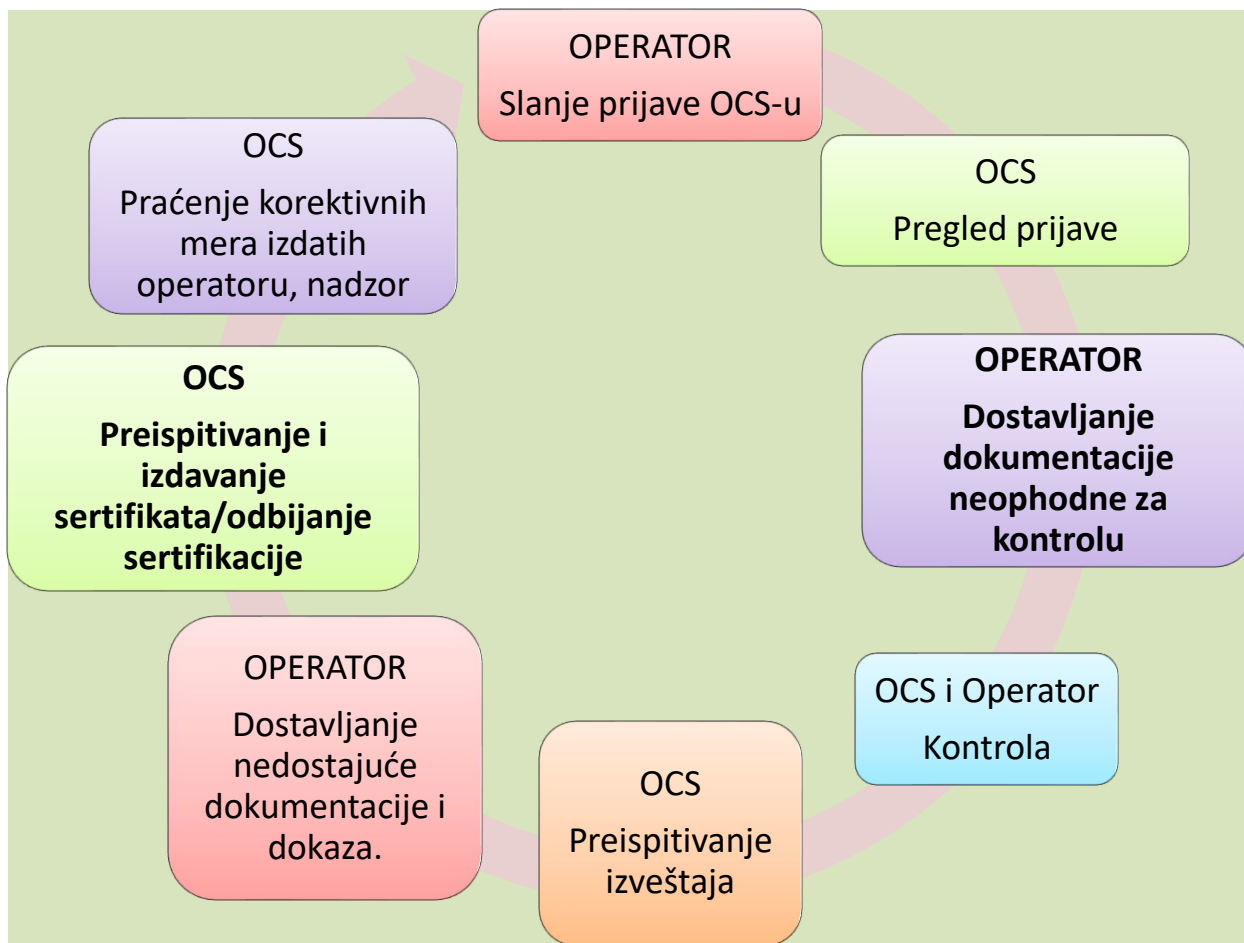 OPERATOR
Slanje prijave OCS-u
OCS
Pregled prijave
OPERATOR
Dostavljanje
dokumentacije
neophodne za
kontrolu
OCS i Operator
Kontrola
OCS
Preispitivanje
izveštaja
OPERATOR
Dostavljanje
nedostajuće
dokumentacije i
dokaza.
OCS
Preispitivanje i
izdavanje
sertifikata/odbijanje
sertifikacije
OCS
Praćenje korektivnih
mera izdatih
operatoru, nadzor